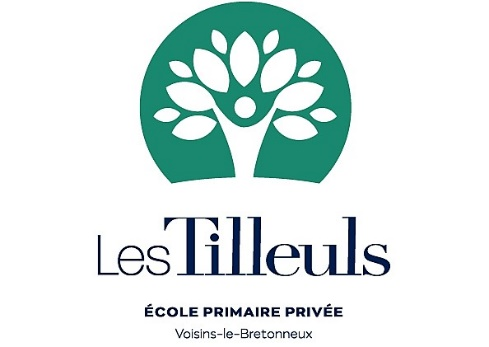 Les Tilleuls
ÉCOLE PRIMAIRE PRIVÉE
Voisins-le-Bretonneux